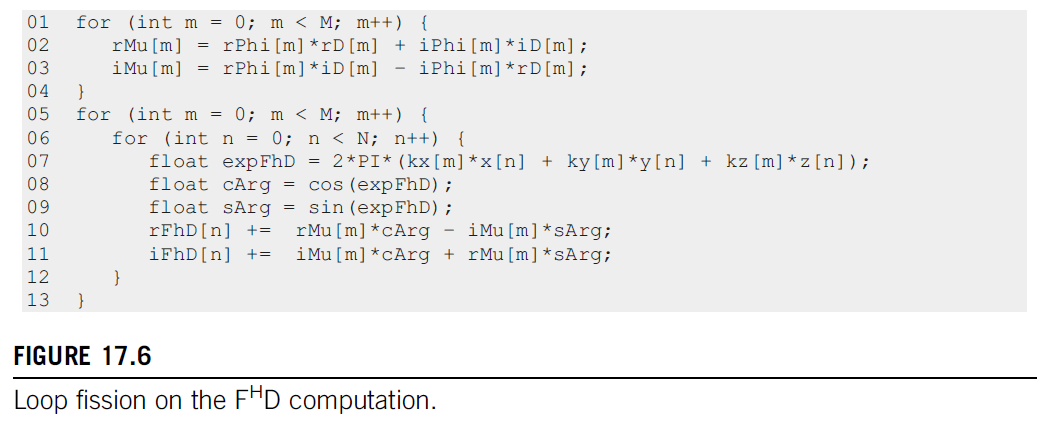 01 for (int m = 0; m < M; m++) {
02 rMu[m] = rPhi[m]*rD[m] + iPhi[m]*iD[m];
03 iMu[m] = rPhi[m]*iD[m] – iPhi[m]*rD[m];
04 }
05 for (int m = 0; m < M; m++) {
06 for (int n = 0; n < N; n++) {
07 float expFhD = 2*PI*(kx[m]*x[n] + ky[m]*y[n] + kz[m]*z[n]);
08 float cArg = cos(expFhD);
09 float sArg = sin(expFhD);
10 rFhD[n] += rMu[m]*cArg – iMu[m]*sArg;
11 iFhD[n] += iMu[m]*cArg + rMu[m]*sArg;
12 }
13 }
FIGURE 17.6
Loop fission on the FᴴD computation.